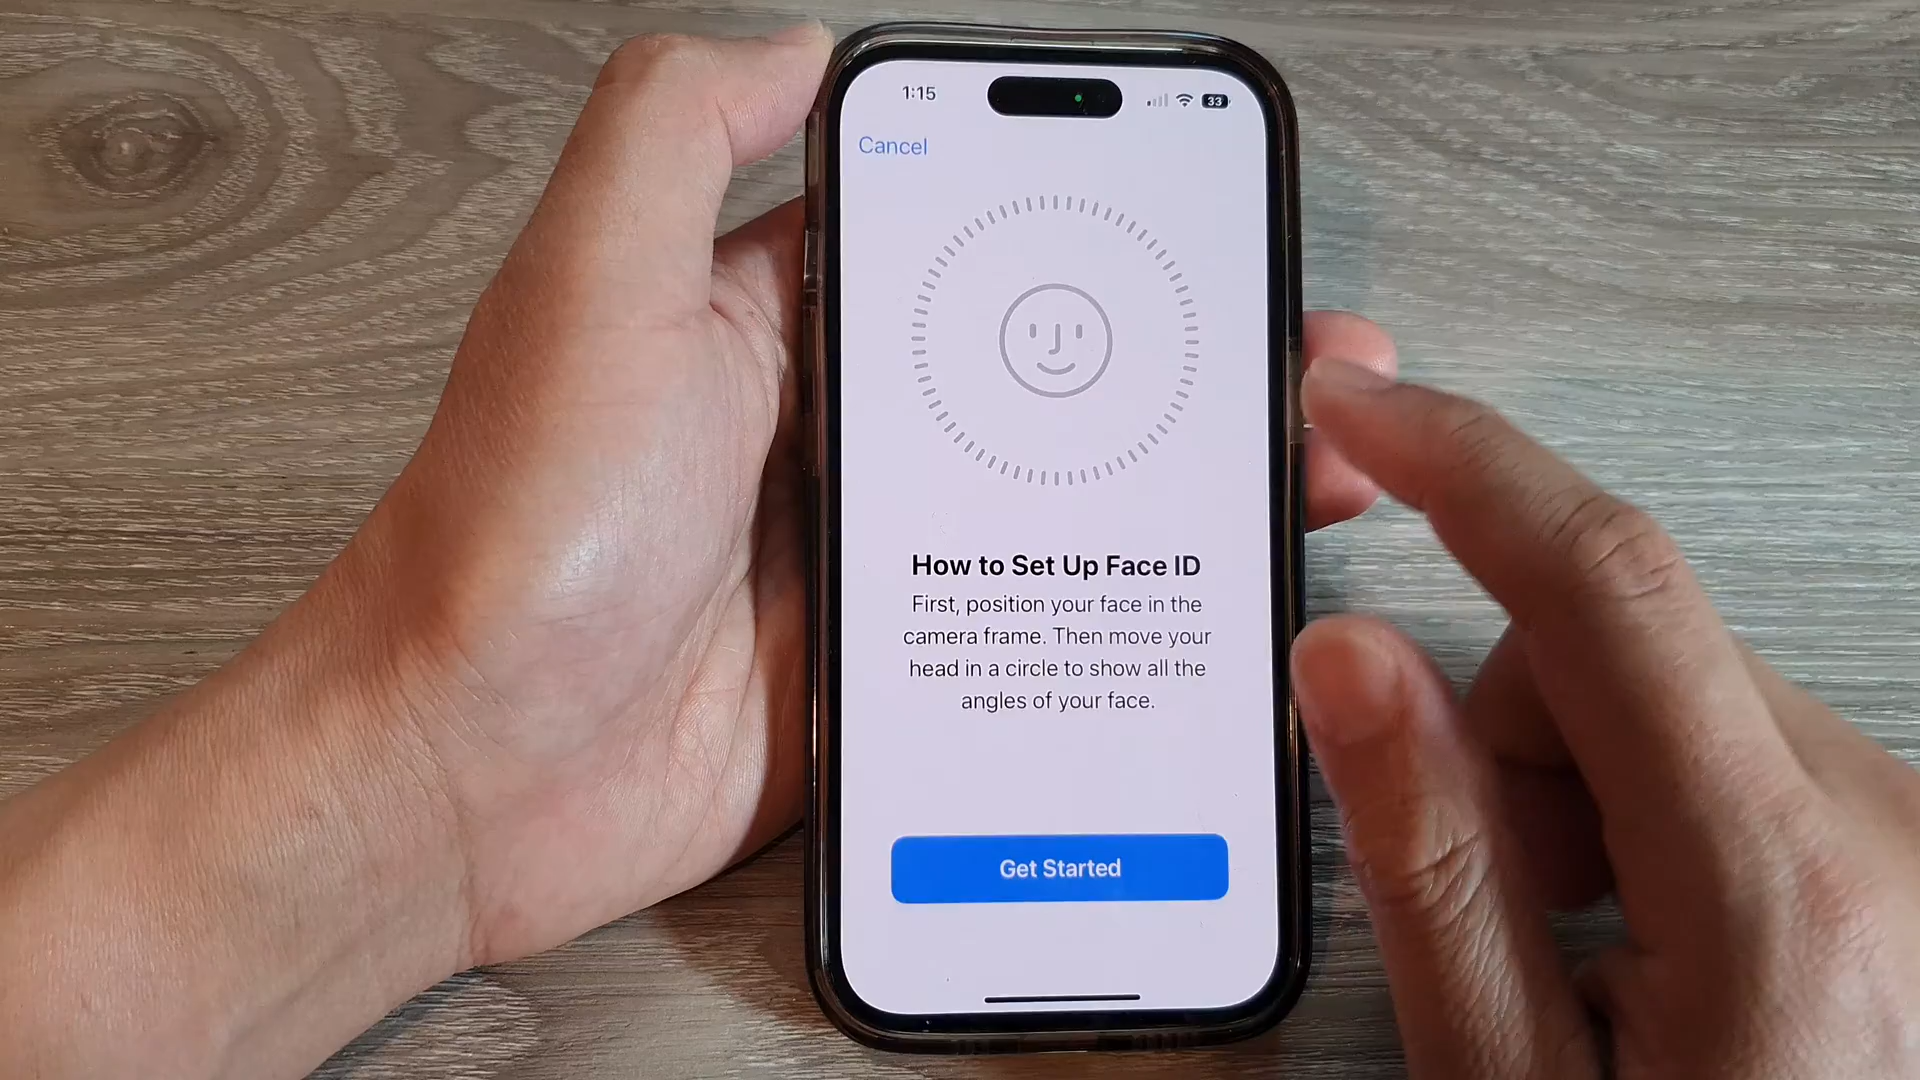 1:15
33
Cancel
How to Set Up Face ID
First, position your face in the
camera frame. Then move your
head in a circle to show all the
angles of your face.
Get Started